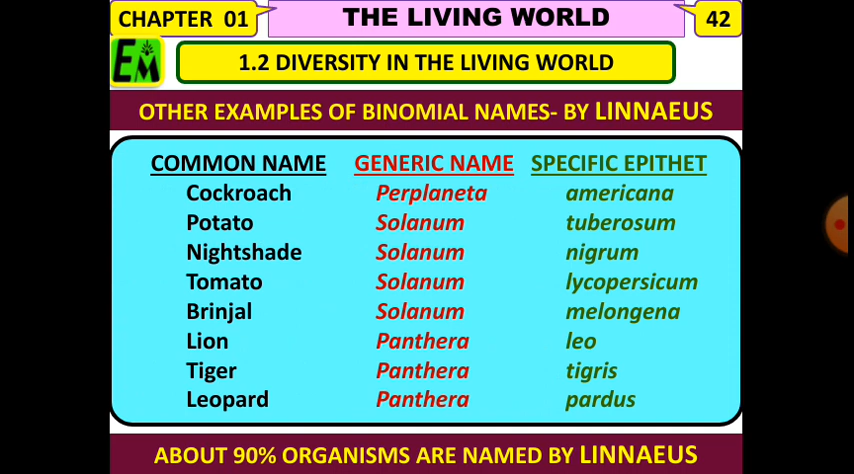 CHAPTER 01
THE LIVING WORLD
42
EM
1.2 DIVERSITY IN THE LIVING WORLD
OTHER EXAMPLES OF BINOMIAL NAMES- BY LINNAEUS
COMMON NAME GENERIC NAME SPECIFIC EPITHET
Cockroach Perplaneta americana
Potato Solanum tuberosum
Nightshade Solanum nigrum
Tomato Solanum lycopersicum
Brinjal Solanum melongena
Lion Panthera leo
Tiger Panthera tigris
Leopard Panthera pardus
ABOUT 90% ORGANISMS ARE NAMED BY LINNAEUS